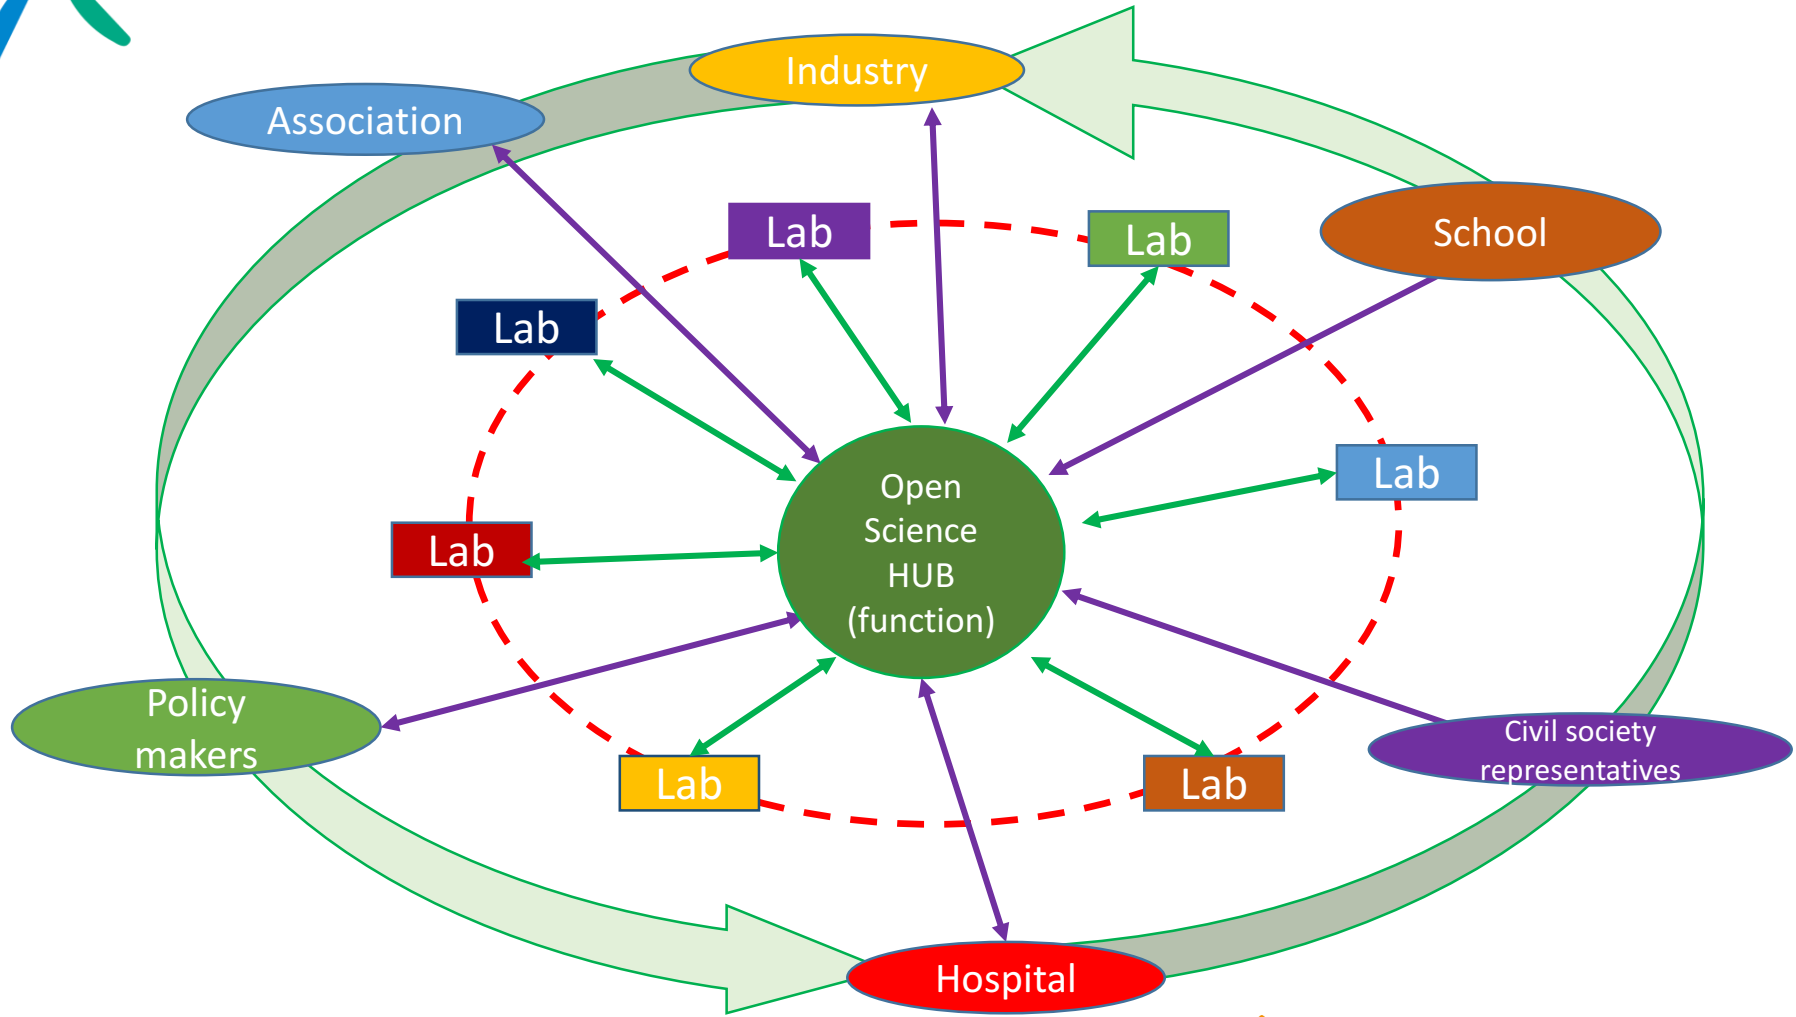 Industry
Association
School
Lab
Lab
Lab
Lab
Open
Science
HUB
(function)
Lab
Policy
makers
Civil society
representatives
Lab
Lab
Hospital